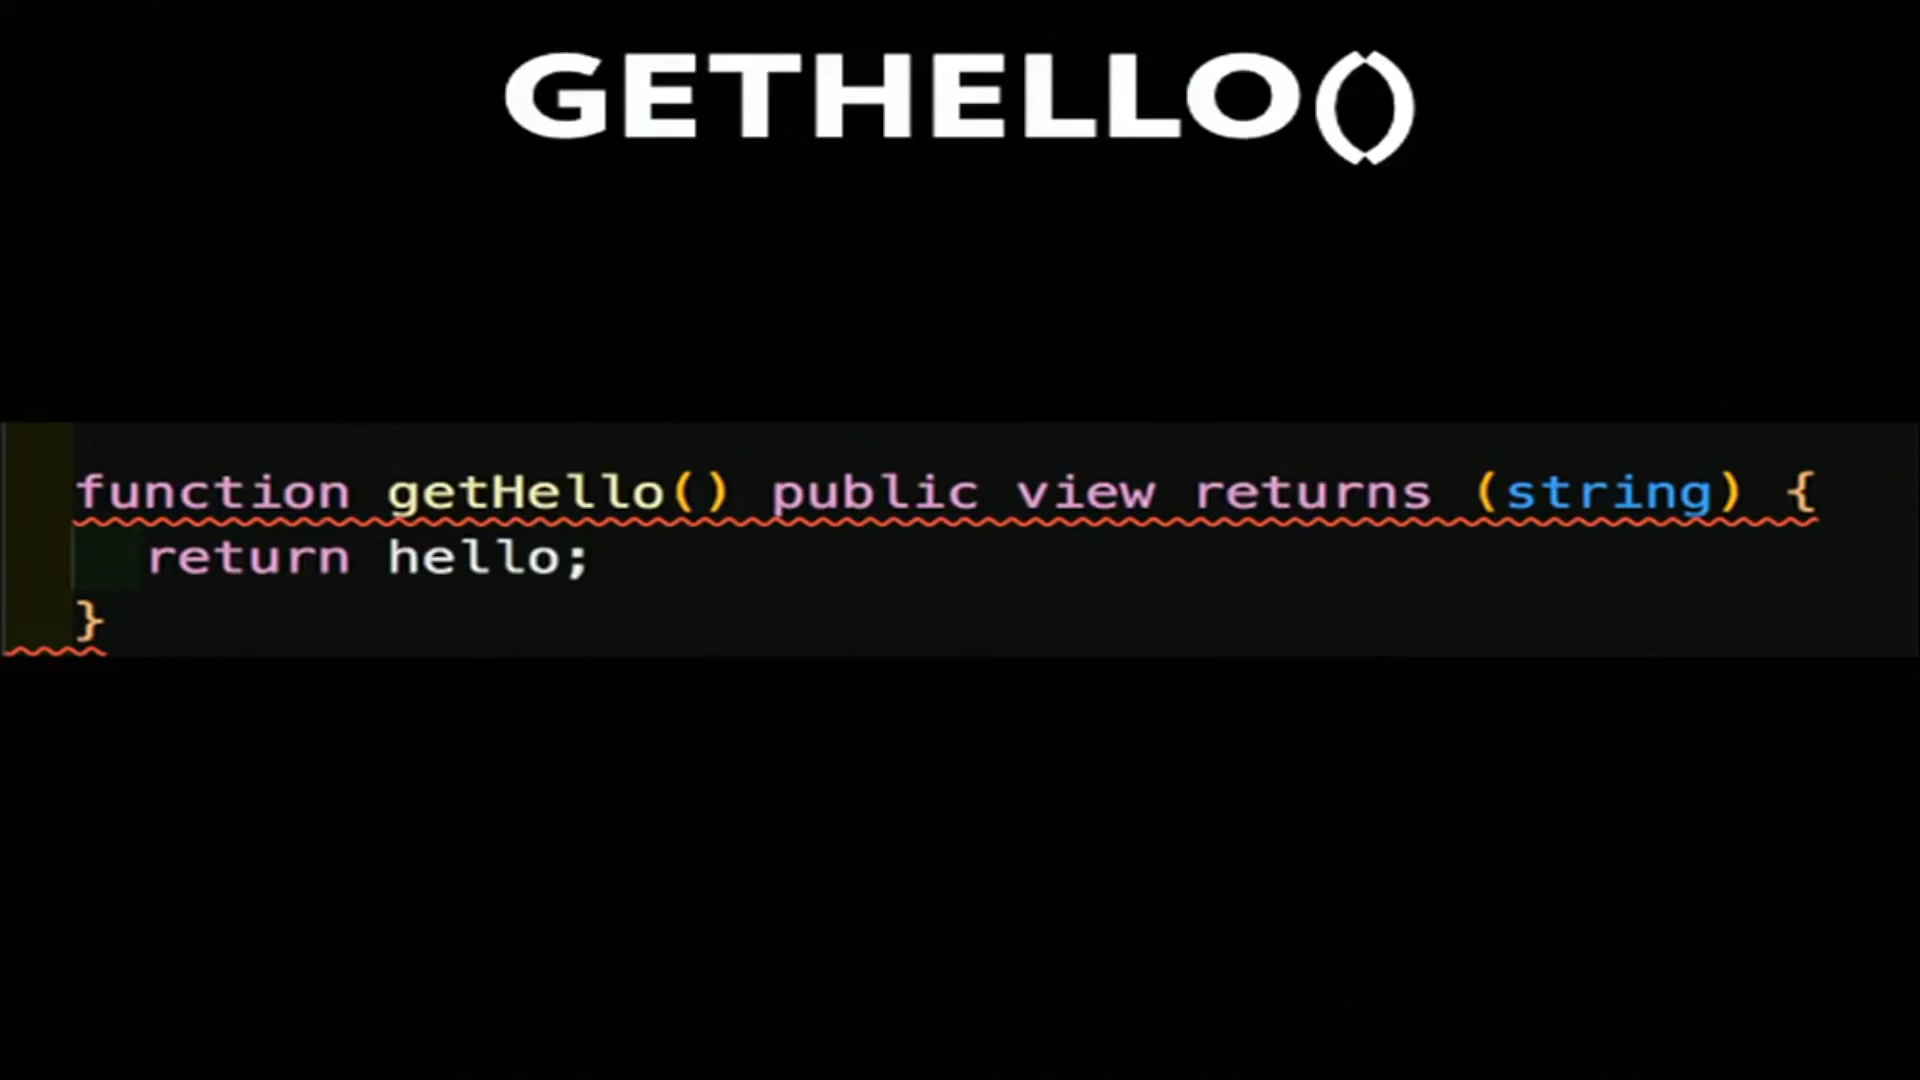 GETHELLO()
function getHello() public view returns (string) {
return hello;
}